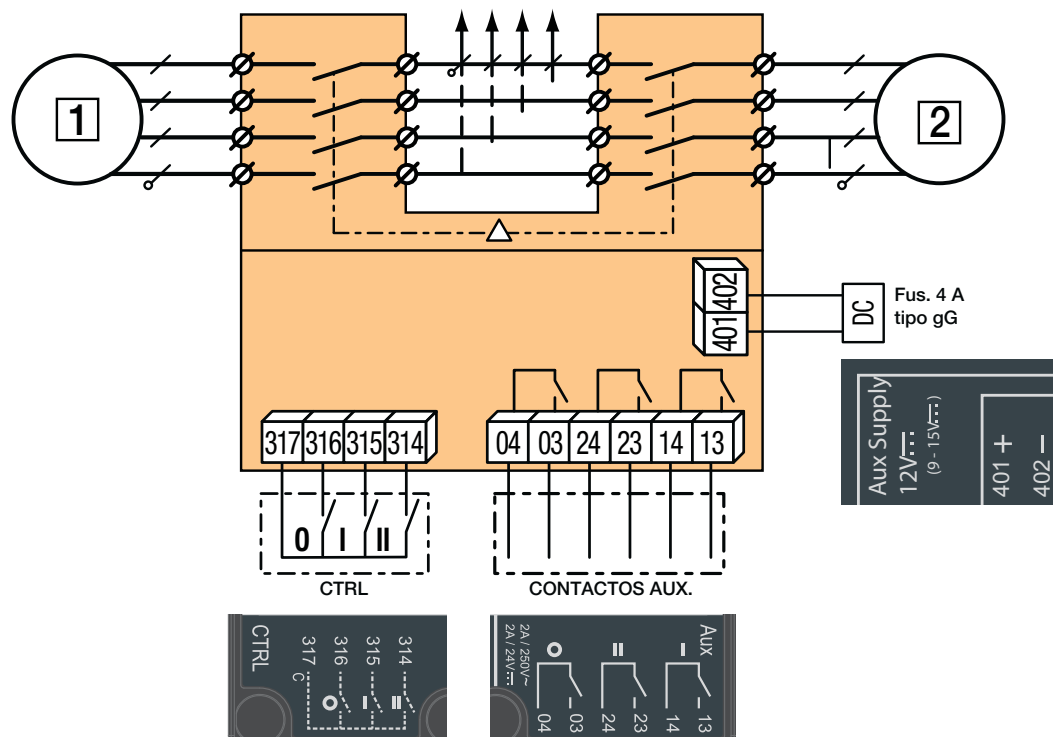 1
2
402
401
DC
Fus. 4 A
tipo gG
Aux Supply
12V
(9 - 15V)
401 +
402 -
317 316 315 314
04 03 24 23 14 13
0 I II
CTRL
CONTACTOS AUX.
CTRL
317 316 315 314
C
O I II
2A / 250V~
2A / 24V
Aux
O II I
04 03 24 23 14 13